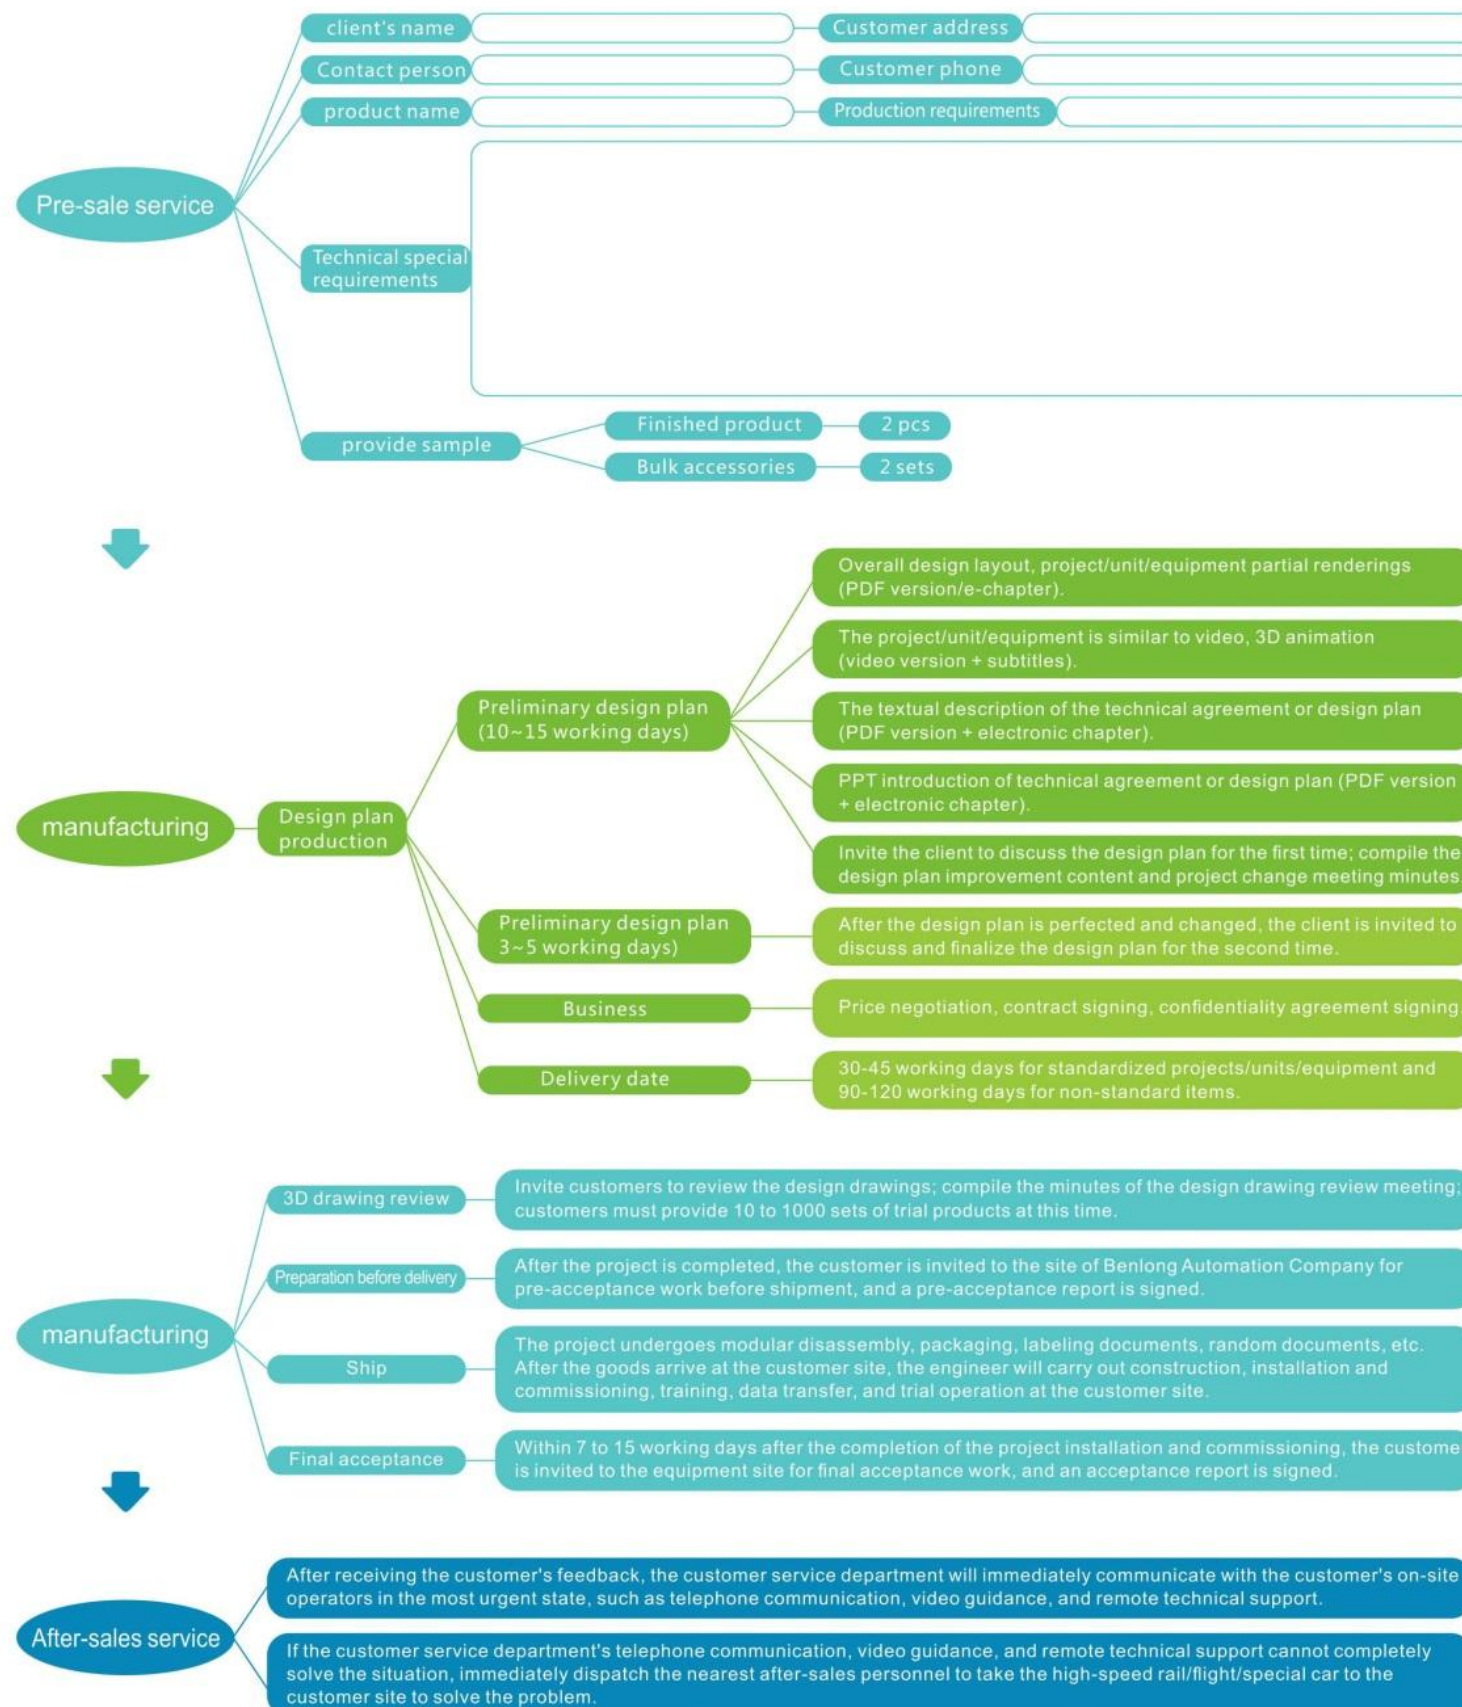 client's name
Customer address
Contact person
Customer phone
product name
Production requirements
Pre-sale service
Technical special
requirements
provide sample
Finished product
2 pcs
Bulk accessories
2 sets
manufacturing
Design plan
production
Preliminary design plan
(10~15 working days)
Overall design layout, project/unit/equipment partial renderings
(PDF version/e-chapter).
The project/unit/equipment is similar to video, 3D animation
(video version + subtitles).
The textual description of the technical agreement or design plan
(PDF version + electronic chapter).
PPT introduction of technical agreement or design plan (PDF version
+ electronic chapter).
Invite the client to discuss the design plan for the first time; compile the
design plan improvement content and project change meeting minutes
Preliminary design plan
3~5 working days)
After the design plan is perfected and changed, the client is invited to
discuss and finalize the design plan for the second time.
Business
Price negotiation, contract signing, confidentiality agreement signing.
Delivery date
30-45 working days for standardized projects/units/equipment and
90-120 working days for non-standard items.
manufacturing
3D drawing review
Invite customers to review the design drawings; compile the minutes of the design drawing review meeting;
customers must provide 10 to 1000 sets of trial products at this time.
Preparation before delivery
After the project is completed, the customer is invited to the site of Benlong Automation Company for
pre-acceptance work before shipment, and a pre-acceptance report is signed.
Ship
The project undergoes modular disassembly, packaging, labeling documents, random documents, etc.
After the goods arrive at the customer site, the engineer will carry out construction, installation and
commissioning, training, data transfer, and trial operation at the customer site.
Final acceptance
Within 7 to 15 working days after the completion of the project installation and commissioning, the custome
is invited to the equipment site for final acceptance work, and an acceptance report is signed.
After-sales service
After receiving the customer's feedback, the customer service department will immediately communicate with the customer's on-site
operators in the most urgent state, such as telephone communication, video guidance, and remote technical support.
If the customer service department's telephone communication, video guidance, and remote technical support cannot completely
solve the situation, immediately dispatch the nearest after-sales personnel to take the high-speed rail/flight/special car to the
customer site to solve the problem.